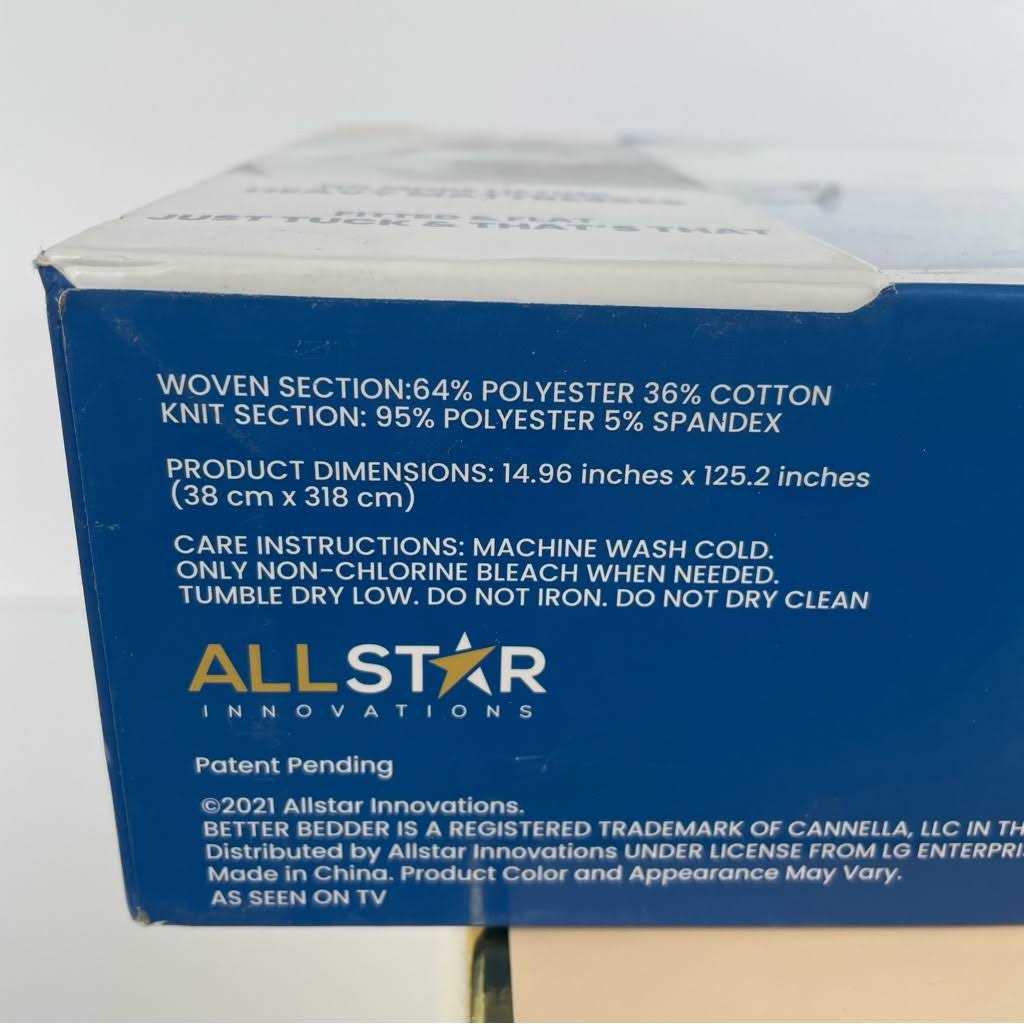 HEAVY MATTRESSES
FITTED & FLAT
JUST TUCK & THAT'S THAT
WOVEN SECTION:64% POLYESTER 36% COTTON
KNIT SECTION: 95% POLYESTER 5% SPANDEX
PRODUCT DIMENSIONS: 14.96 inches x 125.2 inches
(38 cm x 318 cm)
CARE INSTRUCTIONS: MACHINE WASH COLD.
ONLY NON-CHLORINE BLEACH WHEN NEEDED.
TUMBLE DRY LOW. DO NOT IRON. DO NOT DRY CLEAN
ALLSTAR
INNOVATIONS
Patent Pending
©2021 Allstar Innovations.
BETTER BEDDER IS A REGISTERED TRADEMARK OF CANNELLA, LLC IN
Distributed by Allstar Innovations UNDER LICENSE FROM LG
Made in China. Product Color and Appearance May Vary.
AS SEEN ON TV